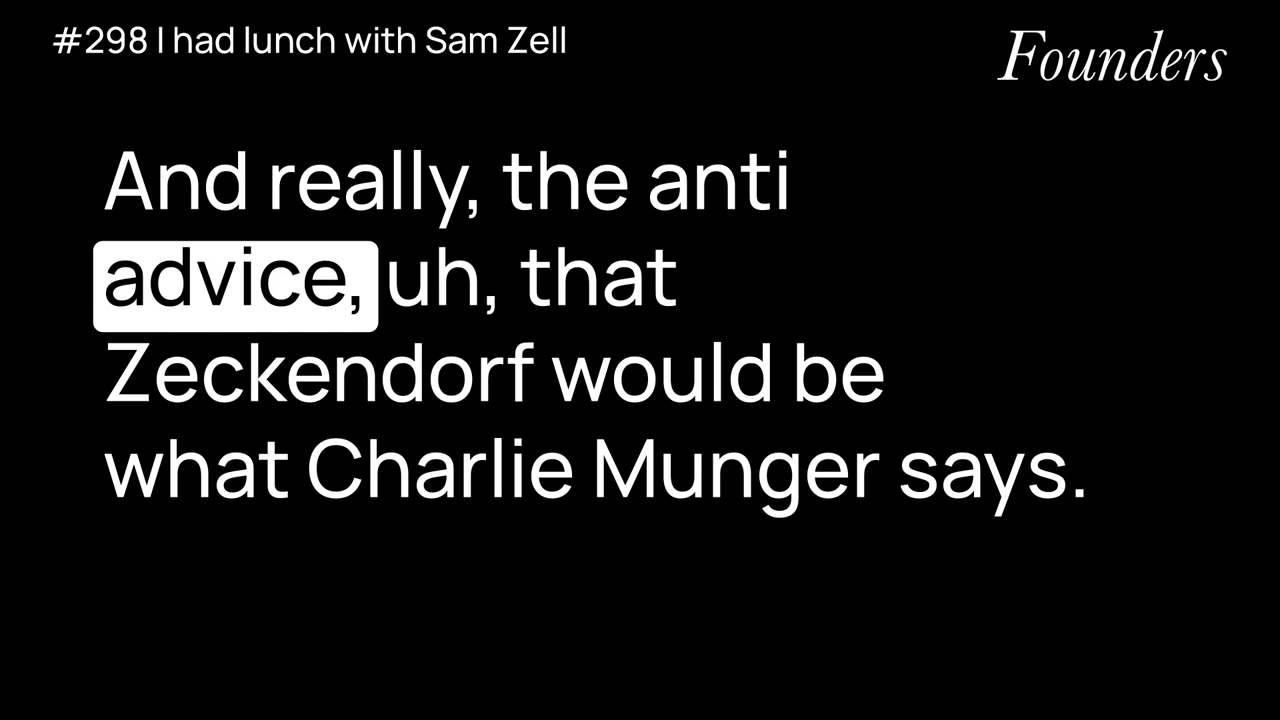 #298 I had lunch with Sam Zell
Founders
And really, the anti
advice, uh, that
Zeckendorf would be
what Charlie Munger says.